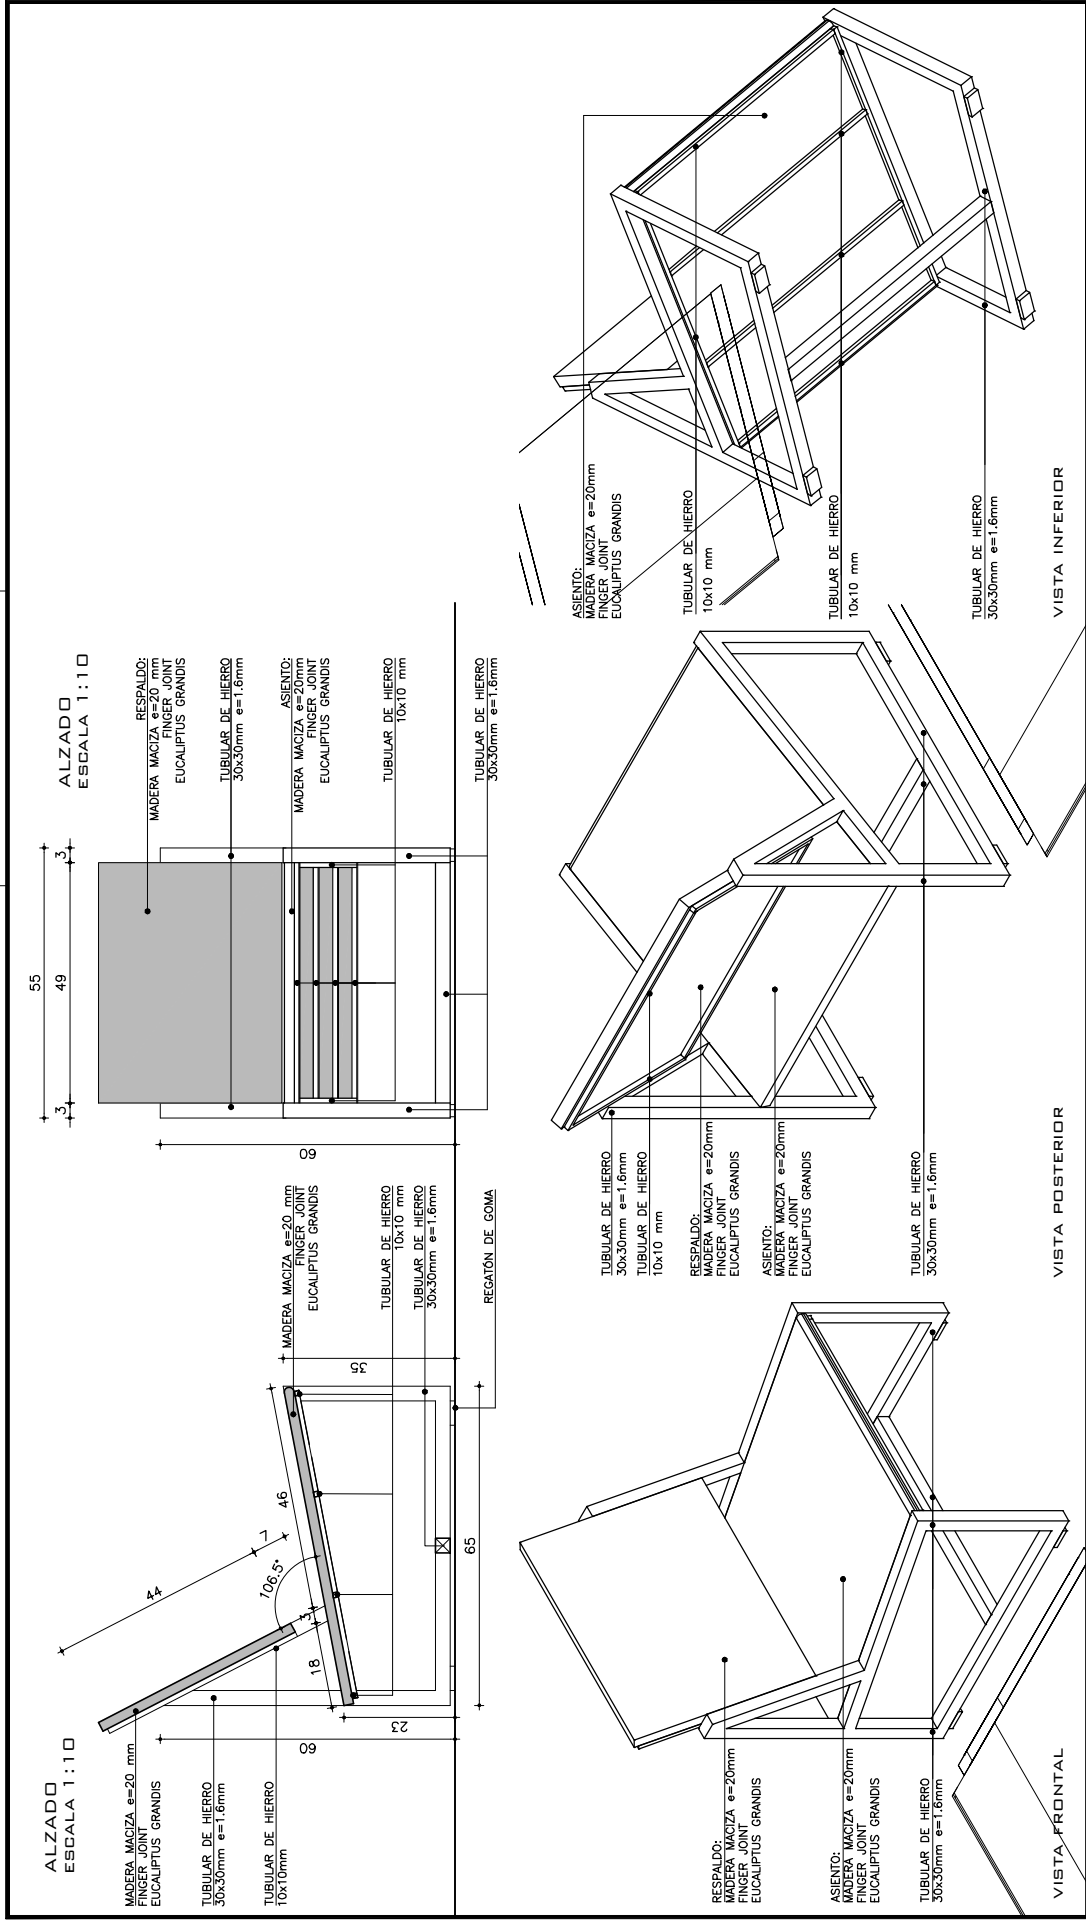 ALZADO
ESCALA 1:10
MADERA MACIZA e=20 mm
FINGER JOINT
EUCALIPTUS GRANDIS
TUBULAR DE HIERRO
30x30mm e=1.6mm
TUBULAR DE HIERRO
10x10mm
60
23
18
3
106.5°
44
7
46
65
35
MADERA MACIZA e=20 mm
FINGER JOINT
EUCALIPTUS GRANDIS
TUBULAR DE HIERRO
10x10 mm
TUBULAR DE HIERRO
30x30mm e=1.6mm
REGATÓN DE GOMA
ALZADO
ESCALA 1:10
60
3
49
3
55
RESPALDO:
MADERA MACIZA e=20 mm
FINGER JOINT
EUCALIPTUS GRANDIS
TUBULAR DE HIERRO
30x30mm e=1.6mm
ASIENTO:
MADERA MACIZA e=20mm
FINGER JOINT
EUCALIPTUS GRANDIS
TUBULAR DE HIERRO
10x10 mm
TUBULAR DE HIERRO
30x30mm e=1.6mm
RESPALDO:
MADERA MACIZA e=20mm
FINGER JOINT
EUCALIPTUS GRANDIS
ASIENTO:
MADERA MACIZA e=20mm
FINGER JOINT
EUCALIPTUS GRANDIS
TUBULAR DE HIERRO
30x30mm e=1.6mm
VISTA FRONTAL
TUBULAR DE HIERRO
30x30mm e=1.6mm
TUBULAR DE HIERRO
10x10 mm
RESPALDO:
MADERA MACIZA e=20mm
FINGER JOINT
EUCALIPTUS GRANDIS
ASIENTO:
MADERA MACIZA e=20mm
FINGER JOINT
EUCALIPTUS GRANDIS
TUBULAR DE HIERRO
30x30mm e=1.6mm
VISTA POSTERIOR
ASIENTO:
MADERA MACIZA e=20mm
FINGER JOINT
EUCALIPTUS GRANDIS
TUBULAR DE HIERRO
10x10 mm
TUBULAR DE HIERRO
10x10 mm
TUBULAR DE HIERRO
30x30mm e=1.6mm
VISTA INFERIOR